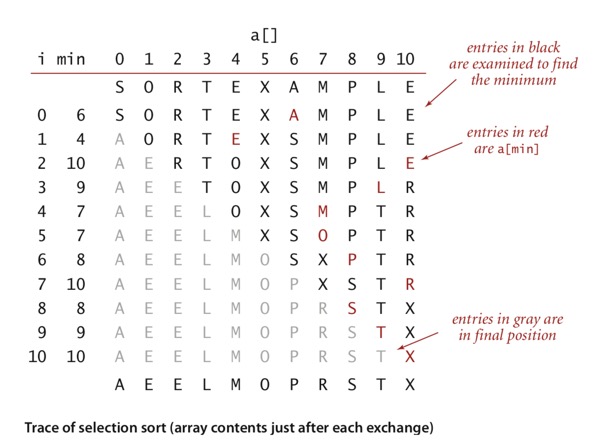 a[]
i min 0 1 2 3 4 5 6 7 8 9 10
S O R T E X A M P L E
0 6 S O R T E X A M P L E
1 4 A O R T E X S M P L E
2 10 A E R T O X S M P L E
3 9 A E E T O X S M P L R
4 7 A E E L O X S M P T R
5 7 A E E L M X S O P T R
6 8 A E E L M O S X P T R
7 10 A E E L M O P X S T R
8 8 A E E L M O P R S T X
9 9 A E E L M O P R S T X
10 10 A E E L M O P R S T X
A E E L M O P R S T X
entries in black
are examined to find
the minimum
entries in red
are a[min]
entries in gray are
in final position
Trace of selection sort (array contents just after each exchange)